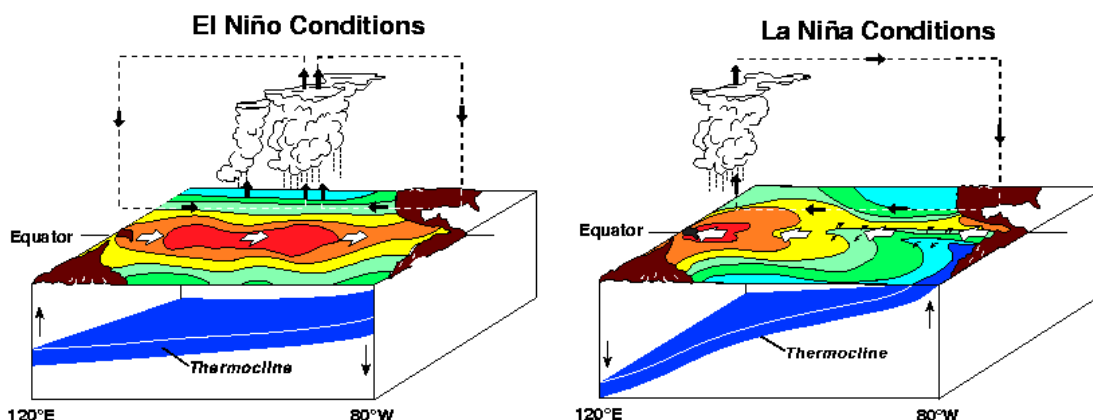 El Niño Conditions
La Niña Conditions
Equator
Equator
Thermocline
Thermocline
120°E
80°W
120°E
80°W